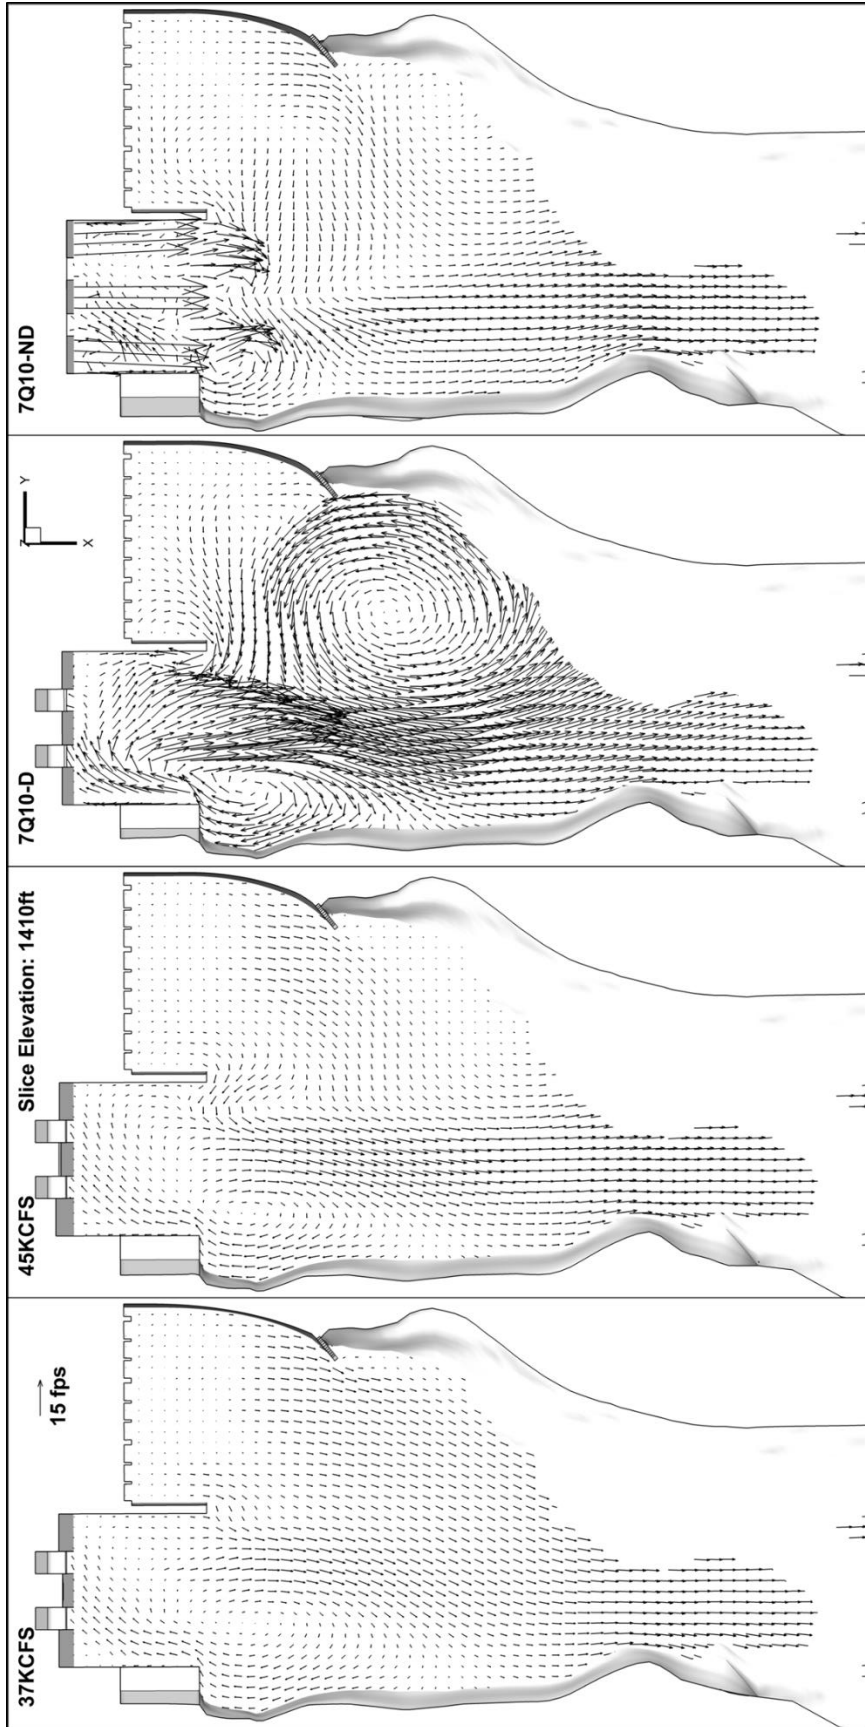 7Q10-ND
7Q10-D
Z
Y
X
45KCFS
Slice Elevation: 1410ft
37KCFS
15 fps